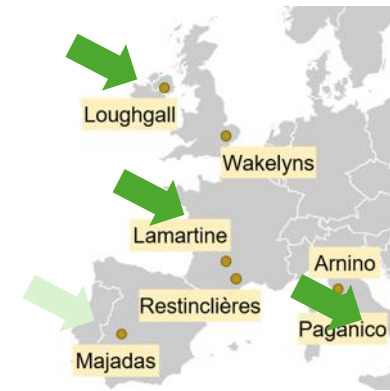 Loughgall
Wakelyns
Lamartine
Arnino
Restinclières
Paganico
Majadas